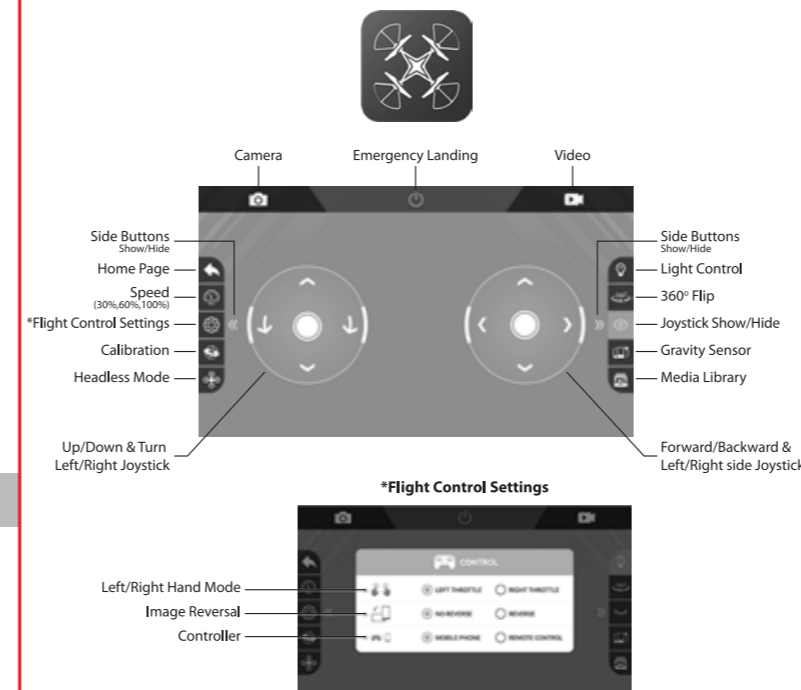 Camera
Emergency Landing
Video
Side Buttons
Show/Hide
Home Page
Speed
(30%,60%,100%)
*Flight Control Settings
Calibration
Headless Mode
Side Buttons
Show/Hide
Light Control
360° Flip
Joystick Show/Hide
Gravity Sensor
Media Library
Up/Down & Turn
Left/Right Joystick
Forward/Backward &
Left/Right side Joystick
*Flight Control Settings
CONTROL
Left/Right Hand Mode
LEFT THROTTLE RIGHT THROTTLE
Image Reversal
NO REVERSE REVERSE
Controller
MOBILE PHONE REMOTE CONTROL